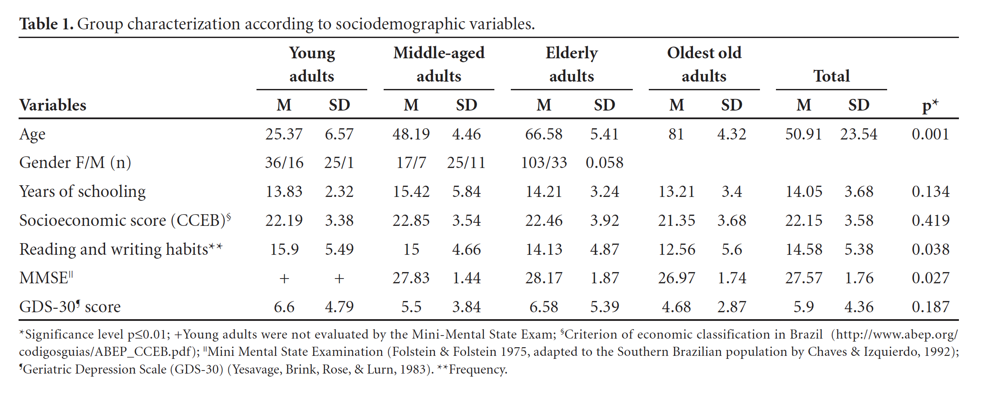 Table 1. Group characterization according to sociodemographic variables.
Young Middle-aged Elderly Oldest old
adults adults adults adults Total
Variables M SD M SD M SD M SD M SD p*
Age 25.37 6.57 48.19 4.46 66.58 5.41 81 4.32 50.91 23.54 0.001
Gender F/M (n) 36/16 25/1 17/7 25/11 103/33 0.058
Years of schooling 13.83 2.32 15.42 5.84 14.21 3.24 13.21 3.4 14.05 3.68 0.134
Socioeconomic score (CCEB)§ 22.19 3.38 22.85 3.54 22.46 3.92 21.35 3.68 22.15 3.58 0.419
Reading and writing habits** 15.9 5.49 15 4.66 14.13 4.87 12.56 5.6 14.58 5.38 0.038
MMSE|| + + 27.83 1.44 28.17 1.87 26.97 1.74 27.57 1.76 0.027
GDS-30¶ score 6.6 4.79 5.5 3.84 6.58 5.39 4.68 2.87 5.9 4.36 0.187
*Significance level p≤0.01; +Young adults were not evaluated by the Mini-Mental State Exam; §Criterion of economic classification in Brazil (http://www.abep.org/
codigosguias/ABEP_CCEB.pdf); ||Mini Mental State Examination (Folstein & Folstein 1975, adapted to the Southern Brazilian population by Chaves & Izquierdo, 1992);
¶Geriatric Depression Scale (GDS-30) (Yesavage, Brink, Rose, & Lurn, 1983). **Frequency.